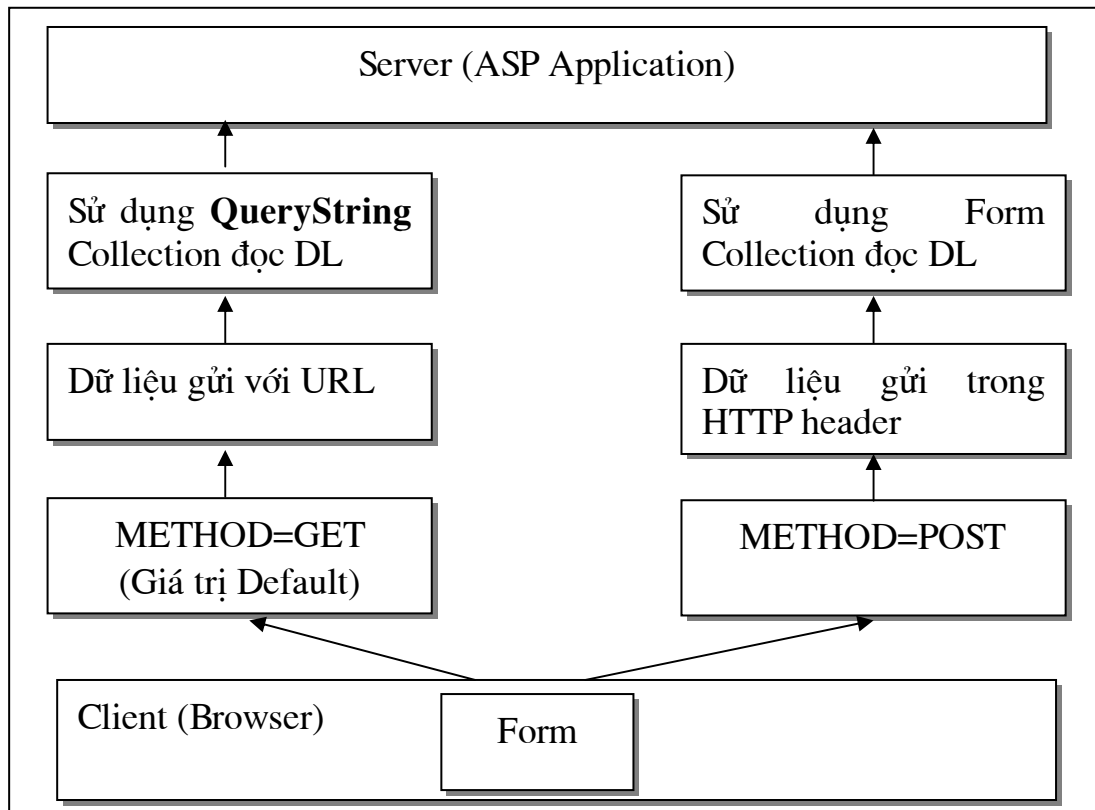 Server (ASP Application)
Sử dụng QueryString
Collection đọc DL
Sử dụng Form
Collection đọc DL
Dữ liệu gửi với URL
Dữ liệu gửi trong
HTTP header
METHOD=GET
(Giá trị Default)
METHOD=POST
Client (Browser)
Form